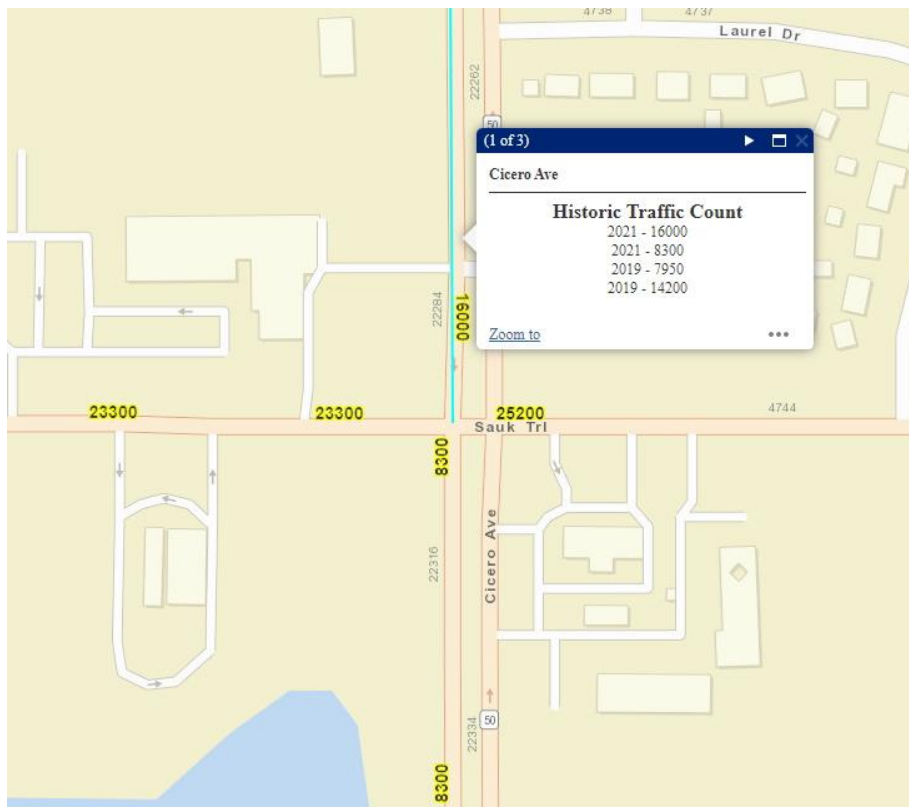 4738
4737
Laurel Dr
22262
50
(1 of 3)
Cicero Ave
Historic Traffic Count
2021 - 16000
2021 - 8300
2019 - 7950
2019 - 14200
Zoom to
22284
16000
23300
23300
25200
4744
Sauk Trl
8300
22316
Cicero Ave
22334
50
8300